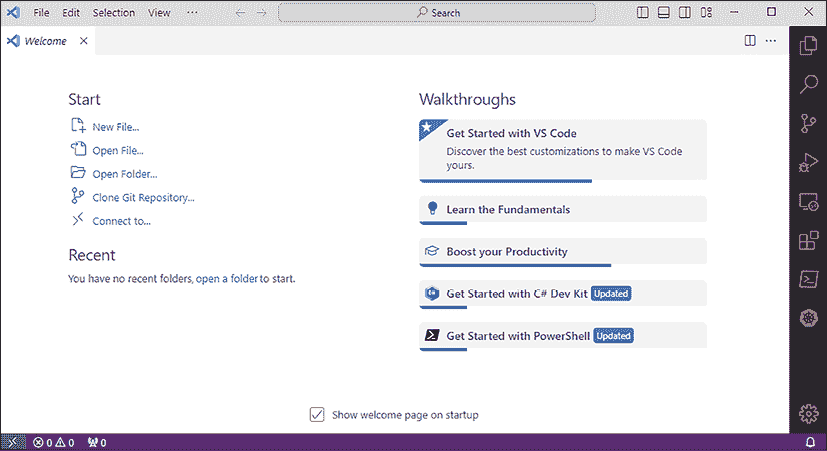 File Edit Selection View ··· Search
Welcome
Start
New File...
Open File...
Open Folder...
Clone Git Repository...
Connect to...
Recent
You have no recent folders, open a folder to start.
Walkthroughs
Get Started with VS Code
Discover the best customizations to make VS Code
yours.
Learn the Fundamentals
Boost your Productivity
Get Started with C# Dev Kit Updated
Get Started with PowerShell Updated
Show welcome page on startup
0 0 0